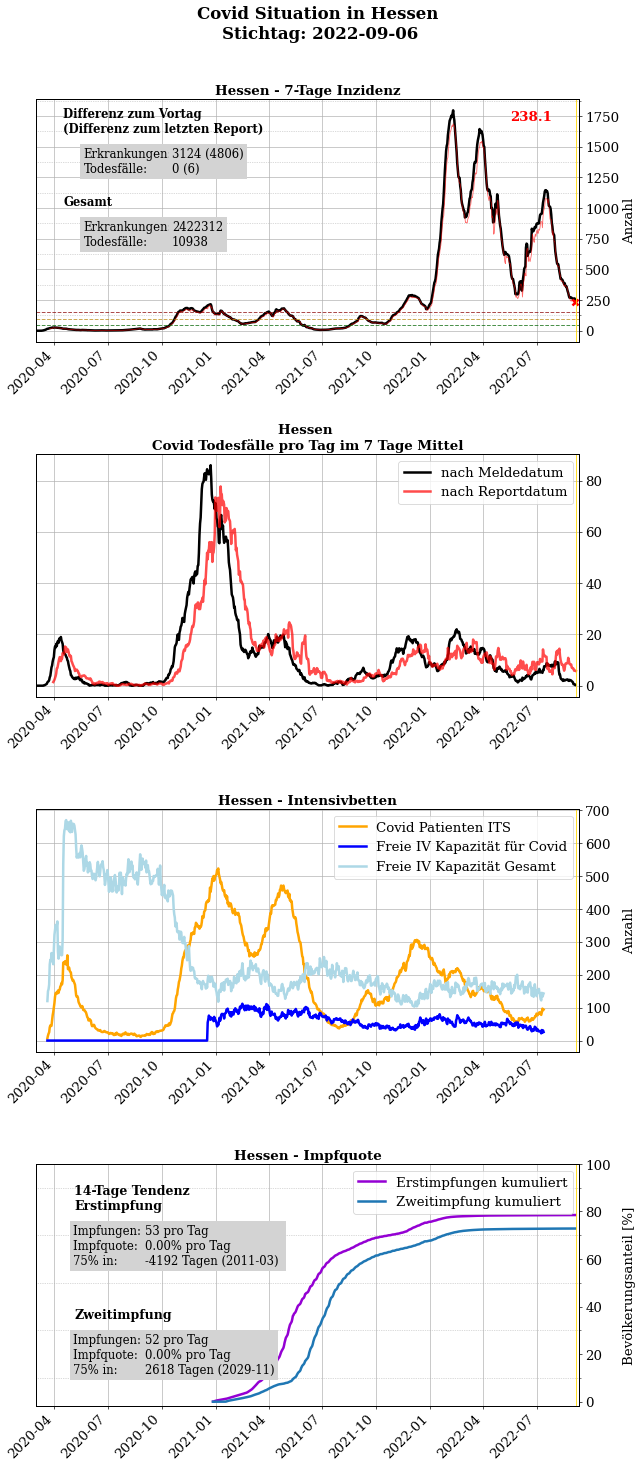 Covid Situation in Hessen
Stichtag: 2022-09-06
Hessen - 7-Tage Inzidenz
Differenz zum Vortag
(Differenz zum letzten Report)
Erkrankungen 3124 (4806)
Todesfälle: 0 (6)
Gesamt
Erkrankungen 2422312
Todesfälle: 10938
238.1
1750
1500
1250
1000
750
500
250
0
Anzahl
2020-04
2020-07
2020-10
2021-01
2021-04
2021-07
2021-10
2022-01
2022-04
2022-07
Hessen
Covid Todesfälle pro Tag im 7 Tage Mittel
nach Meldedatum
nach Reportdatum
80
60
40
20
0
2020-04
2020-07
2020-10
2021-01
2021-04
2021-07
2021-10
2022-01
2022-04
2022-07
Hessen - Intensivbetten
Covid Patienten ITS
Freie IV Kapazität für Covid
Freie IV Kapazität Gesamt
700
600
500
400
300
200
100
0
Anzahl
2020-04
2020-07
2020-10
2021-01
2021-04
2021-07
2021-10
2022-01
2022-04
2022-07
Hessen - Impfquote
14-Tage Tendenz
Erstimpfung
Impfungen: 53 pro Tag
Impfquote: 0.00% pro Tag
75% in: -4192 Tagen (2011-03)
Zweitimpfung
Impfungen: 52 pro Tag
Impfquote: 0.00% pro Tag
75% in: 2618 Tagen (2029-11)
Erstimpfungen kumuliert
Zweitimpfung kumuliert
100
80
60
40
20
0
Bevölkerungsanteil [%]
2020-04
2020-07
2020-10
2021-01
2021-04
2021-07
2021-10
2022-01
2022-04
2022-07